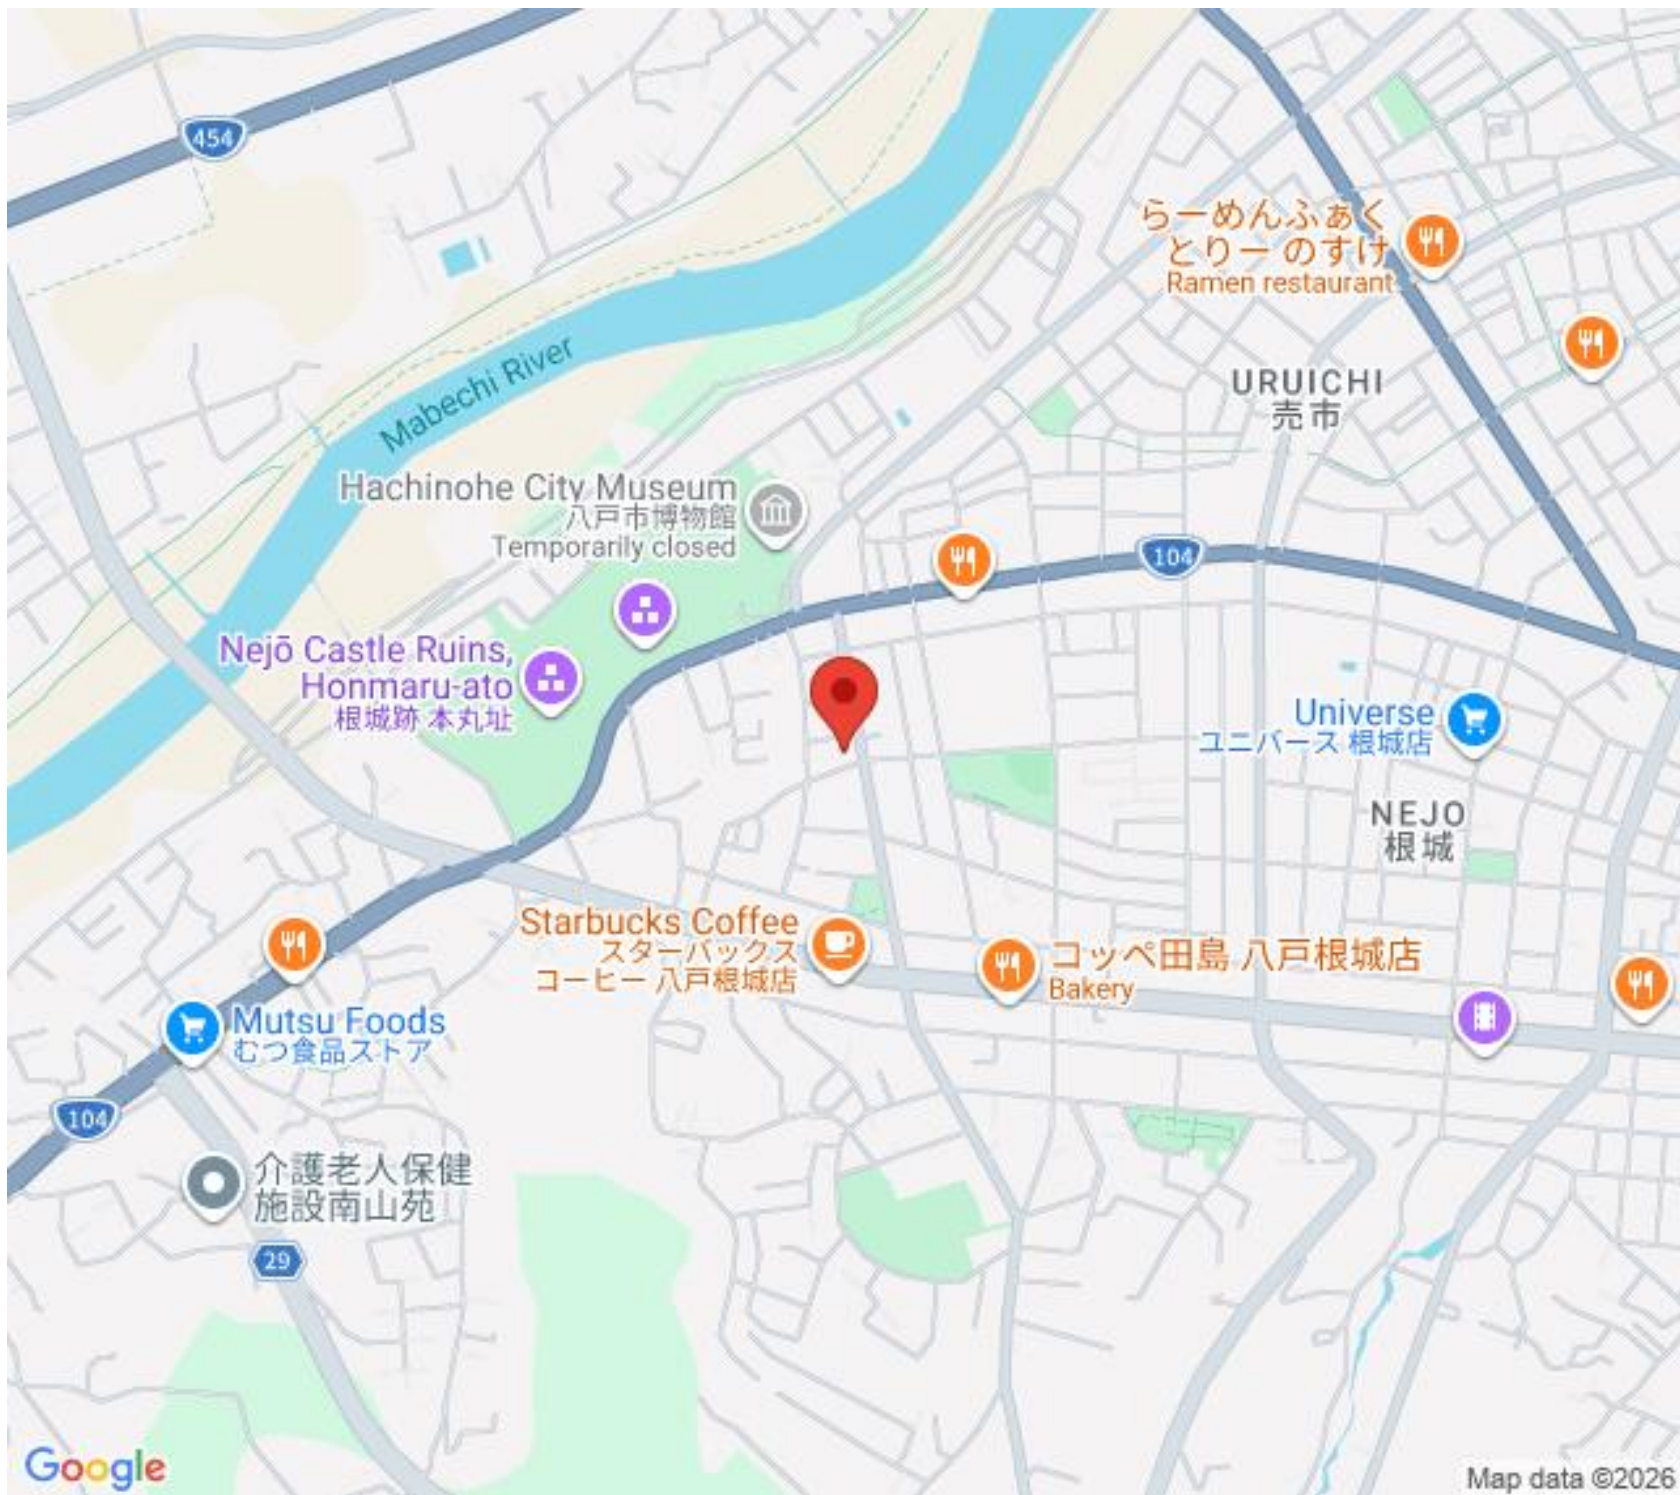 454
らーめんふぁく
とりー のすけ
Ramen restaurant
Mabechi River
URUICHI
売市
Hachinohe City Museum
八戸市博物館
Temporarily closed
104
Nejō Castle Ruins,
Honmaru-ato
根城跡 本丸址
Universe
ユニバース 根城店
NEJO
根城
Starbucks Coffee
スターバックス
コーヒー 八戸根城店
コッペ田島 八戸根城店
Bakery
Mutsu Foods
むつ食品ストア
104
介護老人保健
施設南山苑
29
Google
Map data ©2026